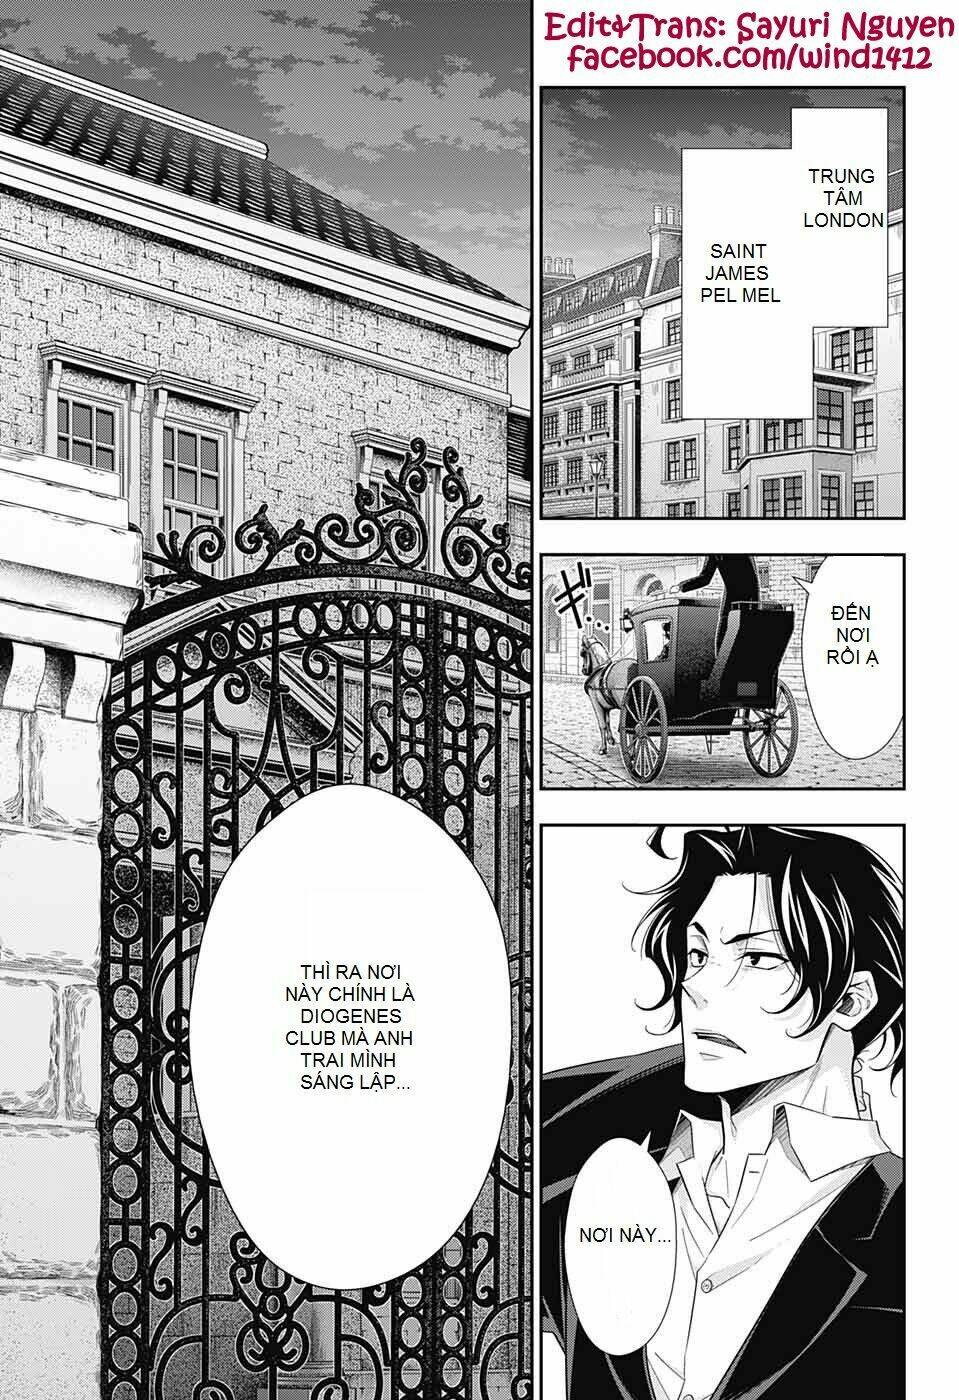 Edit&Trans: Sayuri Nguyen
facebook.com/wind1412
TRUNG
TÂM
LONDON
SAINT
JAMES
PEL MEL
ĐẾN
NƠI
RỒI Ạ
NƠI NÀY...
THÌ RA NƠI
NÀY CHÍNH LÀ
DIOGENES
CLUB MÀ ANH
TRAI MÌNH
SÁNG LẬP...